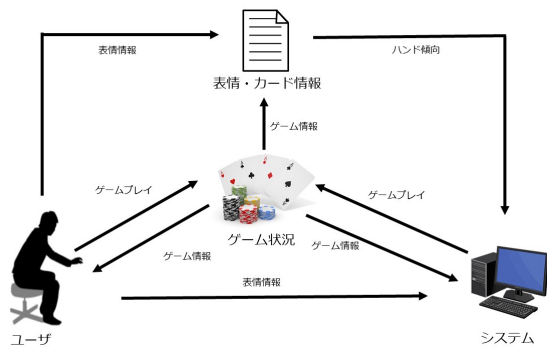 表情情報
ハンド傾向
表情・カード情報
ゲーム情報
ゲームプレイ
ゲームプレイ
ゲーム状況
ゲーム情報
ゲーム情報
表情情報
ユーザ
システム